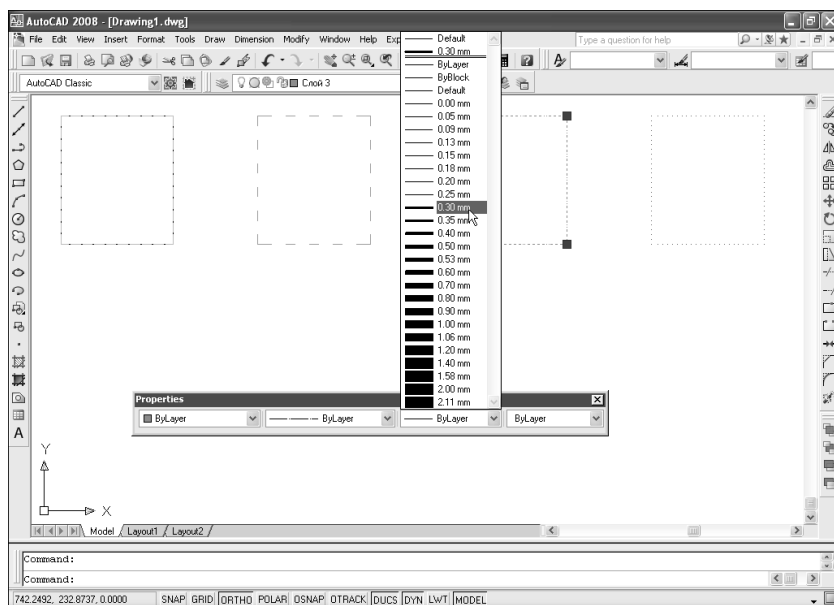 AutoCAD 2008 - [Drawing1.dwg]
File Edit View Insert Format Tools Draw Dimension Modify Window Help Type a question for help
AutoCAD Classic Слой 3
Default
0.30 mm
ByLayer
ByBlock
Default
0.00 mm
0.05 mm
0.09 mm
0.13 mm
0.15 mm
0.18 mm
0.20 mm
0.25 mm
0.30 mm
0.35 mm
0.40 mm
0.50 mm
0.53 mm
0.60 mm
0.70 mm
0.80 mm
0.90 mm
1.00 mm
1.06 mm
1.20 mm
1.40 mm
1.58 mm
2.00 mm
2.11 mm
Properties
ByLayer ByLayer ByLayer ByLayer
A
Y
X
Model Layout1 Layout2
Command:
Command:
742.2492, 232.8737, 0.0000 SNAP GRID ORTHO POLAR OSNAP OTRACK DUCS DYN LWT MODEL